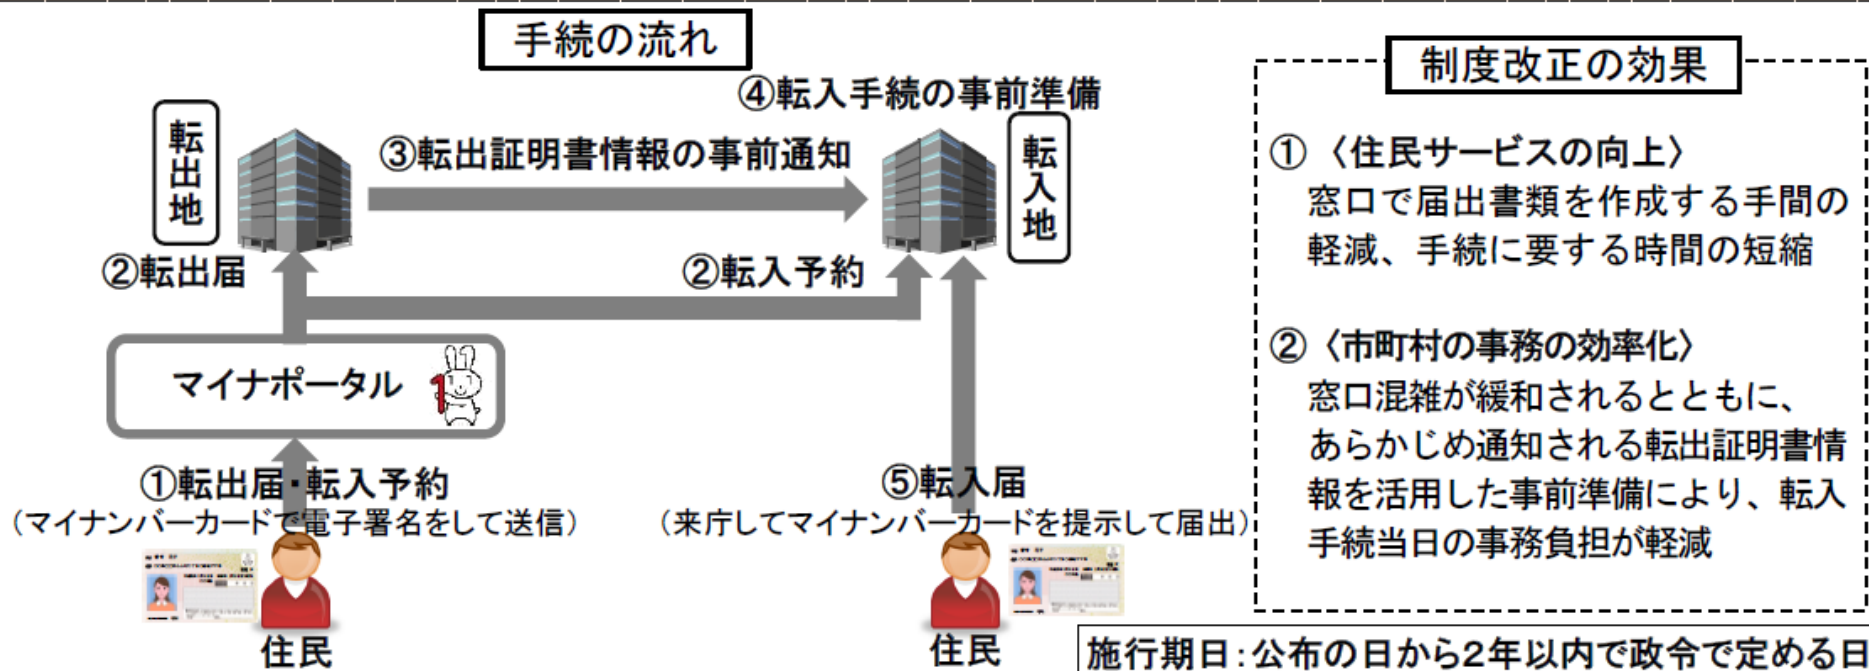 手続の流れ
④転入手続の事前準備
転出地
③転出証明書情報の事前通知
転入地
②転出届
②転入予約
マイナポータル
1
①転出届・転入予約
（マイナンバーカードで電子署名をして送信）
住民
⑤転入届
（来庁してマイナンバーカードを提示して届出）
住民
制度改正の効果
①〈住民サービスの向上〉
窓口で届出書類を作成する手間の
軽減、手続に要する時間の短縮
②〈市町村の事務の効率化〉
窓口混雑が緩和されるとともに、
あらかじめ通知される転出証明書情
報を活用した事前準備により、転入
手続当日の事務負担が軽減
施行期日：公布の日から2年以内で政令で定める日